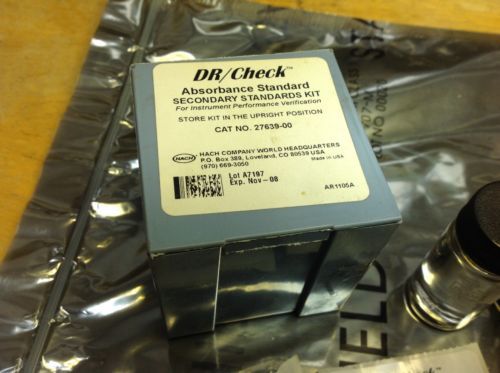 DR/Check™
Absorbance Standard
SECONDARY STANDARDS KIT
For Instrument Performance Verification
STORE KIT IN THE UPRIGHT POSITION
CAT NO. 27639-00
HACH
HACH COMPANY WORLD HEADQUARTERS
P.O. Box 389, Loveland, CO 80539 USA
(970) 669-3050
Made in USA
Lot A7197
Exp. Nov-08
AR1105A